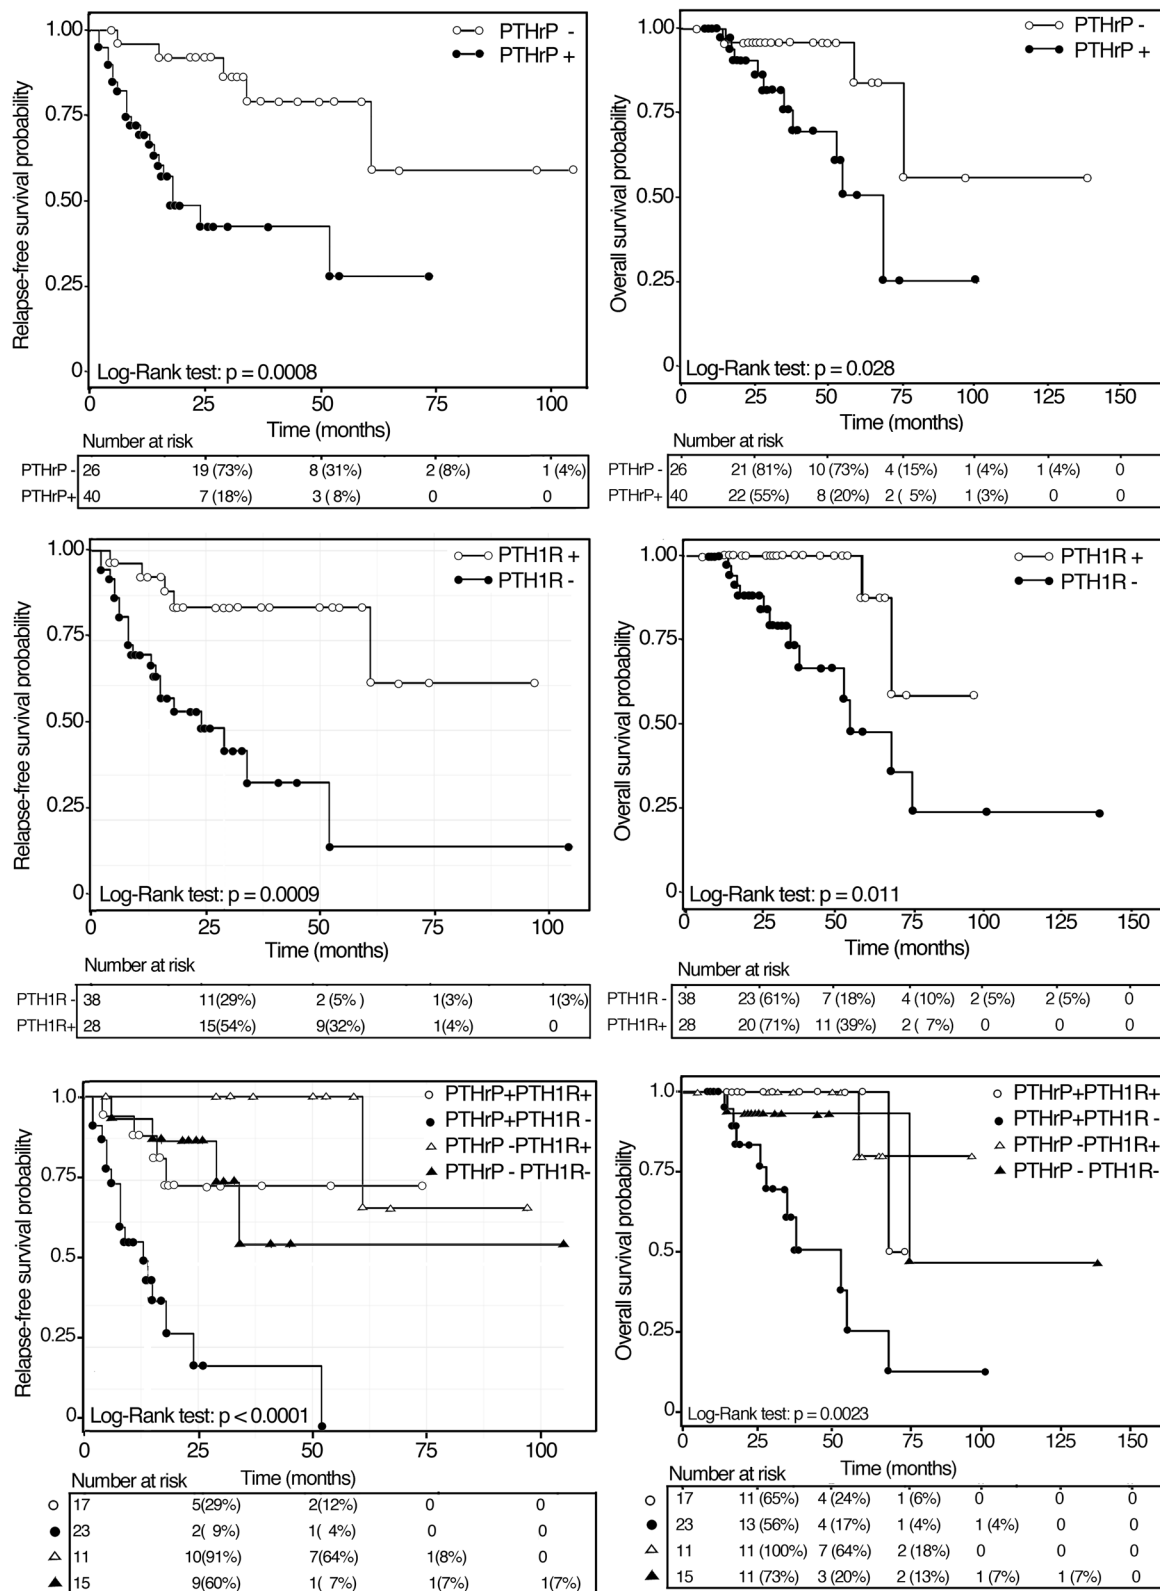 PTHrP -
PTHrP +
1.00
0.75
0.50
0.25
0
Relapse-free survival probability
Log-Rank test: p = 0.0008
0 25 50 75 100
Time (months)
Number at risk
PTHrP - 26 19 (73%) 8 (31%) 2 (8%) 1 (4%)
PTHrP+ 40 7 (18%) 3 ( 8%) 0 0
PTHrP -
PTHrP +
1.00
0.75
0.50
0.25
0
Overall survival probability
Log-Rank test: p = 0.028
0 25 50 75 100 125 150
Time (months)
Number at risk
PTHrP - 26 21 (81%) 10 (73%) 4 (15%) 1 (4%) 1 (4%) 0
PTHrP+ 40 22 (55%) 8 (20%) 2 ( 5%) 1 (3%) 0 0
PTH1R +
PTH1R -
1.00
0.75
0.50
0.25
0
Relapse-free survival probability
Log-Rank test: p = 0.0009
0 25 50 75 100
Time (months)
Number at risk
PTH1R - 38 11(29%) 2 (5% ) 1(3%) 1(3%)
PTH1R+ 28 15(54%) 9(32%) 1(4%) 0
PTH1R +
PTH1R -
1.00
0.75
0.50
0.25
0
Overall survival probability
Log-Rank test: p = 0.011
0 25 50 75 100 125 150
Time (months)
Number at risk
PTH1R - 38 23 (61%) 7 (18%) 4 (10%) 2 (5%) 2 (5%) 0
PTH1R+ 28 20 (71%) 11 (39%) 2 ( 7%) 0 0 0
PTHrP+PTH1R+
PTHrP+PTH1R -
PTHrP -PTH1R+
PTHrP - PTH1R-
1.0
0.75
0.5
0.25
0
Relapse-free survival probability
Log-Rank test: p < 0.0001
0 25 50 75 100
Number at risk Time (months)
17 5(29%) 2(12%) 0 0
23 2( 9%) 1( 4%) 0 0
11 10(91%) 7(64%) 1(8%) 0
15 9(60%) 1( 7%) 1(7%) 1(7%)
PTHrP+PTH1R+
PTHrP+PTH1R -
PTHrP -PTH1R+
PTHrP - PTH1R-
1.0
0.75
0.5
0.25
0
Overall survival probability
Log-Rank test: p = 0.0023
0 25 50 75 100 125 150
Number at risk Time (months)
17 11 (65%) 4 (24%) 1 (6%) 0 0 0
23 13 (56%) 4 (17%) 1 (4%) 1 (4%) 0 0
11 11 (100%) 7 (64%) 2 (18%) 0 0 0
15 11 (73%) 3 (20%) 2 (13%) 1 (7%) 1 (7%) 0